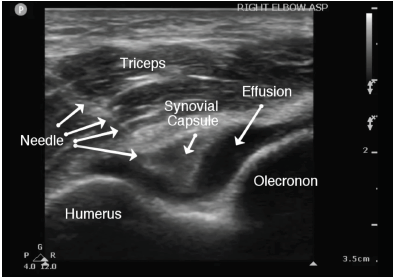 P
RIGHT ELBOW ASP
Triceps
Effusion
Synovial
Capsule
Needle
2
Olecronon
Humerus
G
P R
4.0 12.0
3.5cm